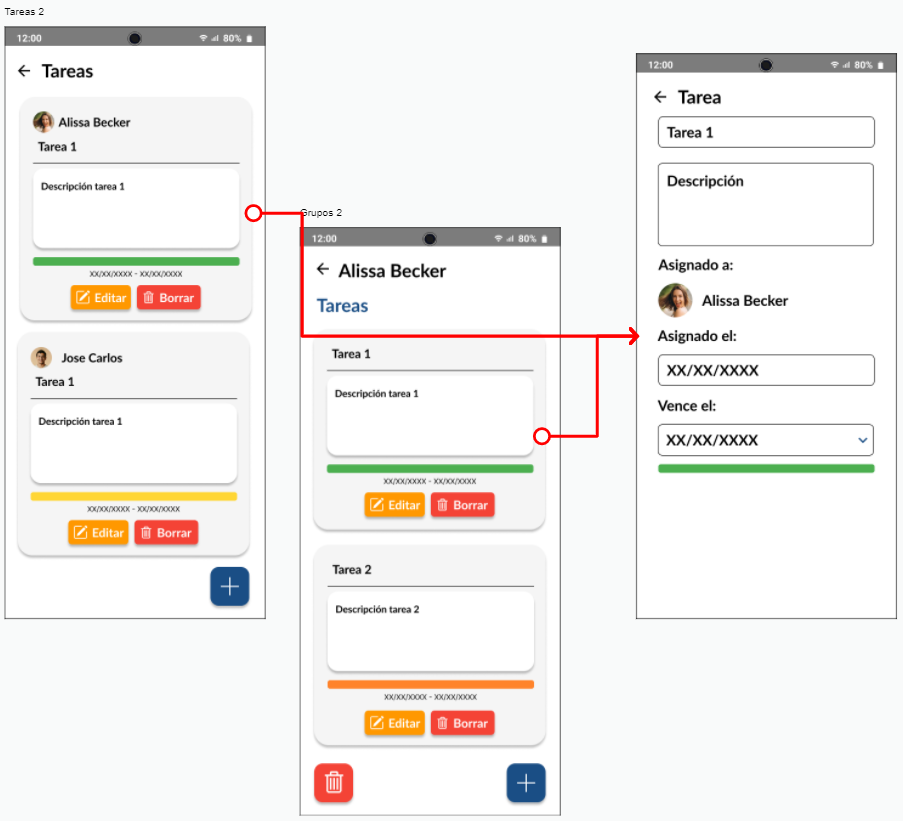 Tareas 2
12:00 80%
Tareas
Alissa Becker
Tarea 1
Descripción tarea 1
XX/XX/XXXX - XX/XX/XXXX
Editar Borrar
Jose Carlos
Tarea 1
Descripción tarea 1
XX/XX/XXXX - XX/XX/XXXX
Editar Borrar
Grupos 2
12:00 80%
Alissa Becker
Tareas
Tarea 1
Descripción tarea 1
XX/XX/XXXX - XX/XX/XXXX
Editar Borrar
Tarea 2
Descripción tarea 2
XX/XX/XXXX - XX/XX/XXXX
Editar Borrar
12:00 80%
Tarea
Tarea 1
Descripción
Asignado a:
Alissa Becker
Asignado el:
XX/XX/XXXX
Vence el:
XX/XX/XXXX